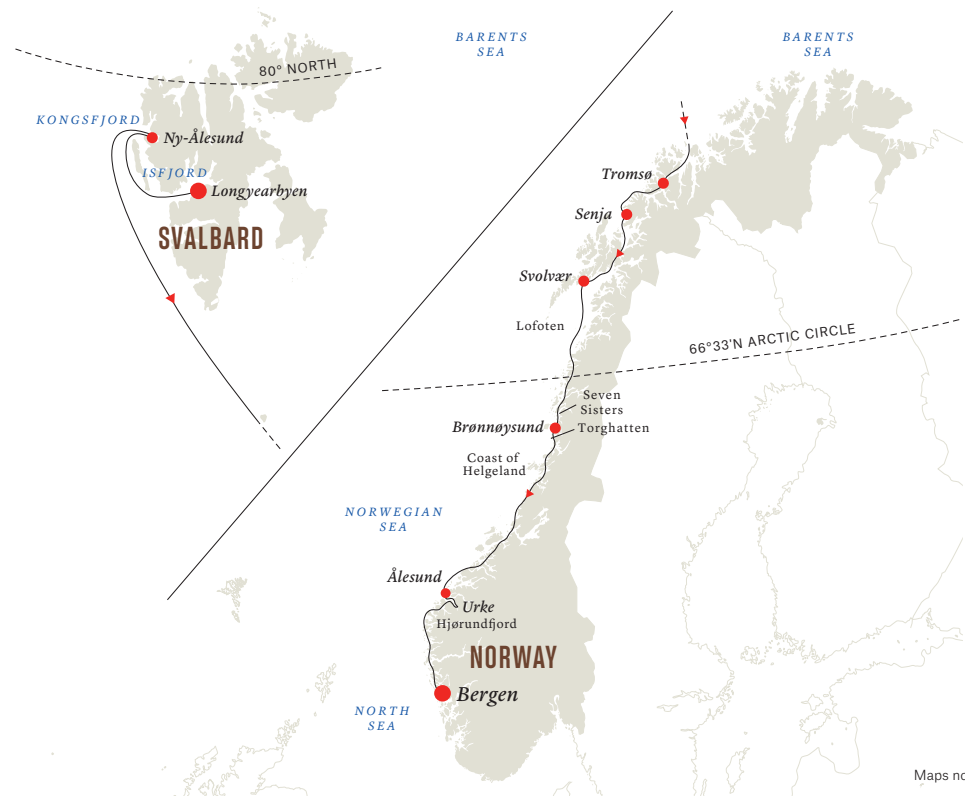 BARENTS
SEA
BARENTS
SEA
80° NORTH
KONGSFJORD
Ny-Ålesund
ISFJORD
Longyearbyen
SVALBARD
Tromsø
Senja
Svolvær
Lofoten
66°33'N ARCTIC CIRCLE
Seven
Sisters
Brønnøysund
Torghatten
Coast of
Helgeland
NORWEGIAN
SEA
Ålesund
Urke
Hjørundfjord
NORWAY
Bergen
NORTH
SEA
Maps no